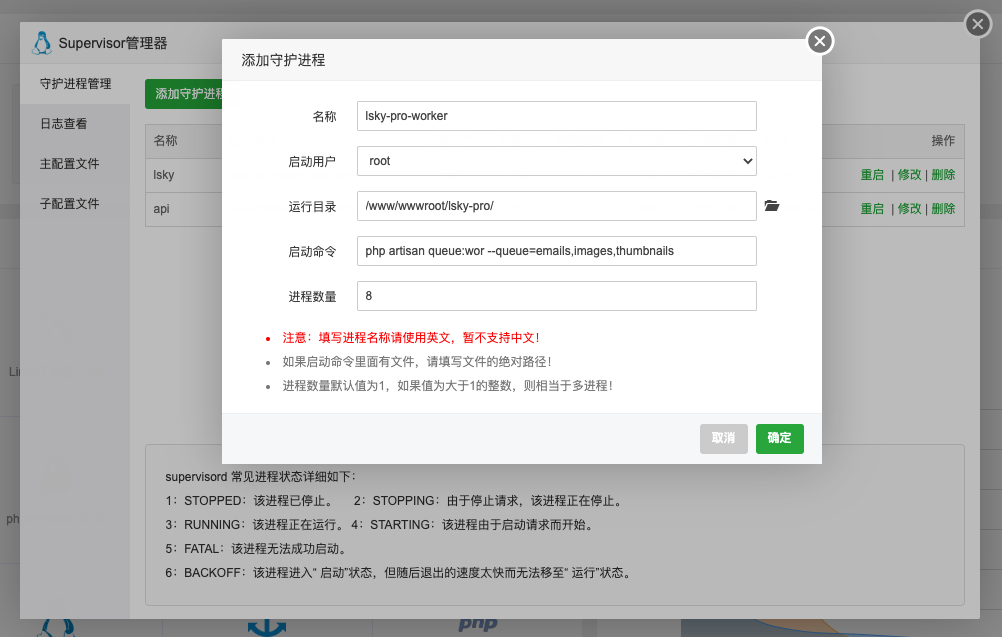 Supervisor管理器
添加守护进程
守护进程管理
日志查看
主配置文件
子配置文件
添加守护进程
名称 操作
lsky 重启 | 修改 | 删除
api 重启 | 修改 | 删除
名称 lsky-pro-worker
启动用户 root
运行目录 /www/wwwroot/lsky-pro/
启动命令 php artisan queue:wor --queue=emails,images,thumbnails
进程数量 8
注意：填写进程名称请使用英文，暂不支持中文！
如果启动命令里面有文件，请填写文件的绝对路径！
进程数量默认值为1，如果值为大于1的整数，则相当于多进程！
取消 确定
supervisord 常见进程状态详细如下：
1：STOPPED：该进程已停止。 2：STOPPING：由于停止请求，该进程正在停止。
3：RUNNING：该进程正在运行。 4：STARTING：该进程由于启动请求而开始。
5：FATAL：该进程无法成功启动。
6：BACKOFF：该进程进入“ 启动”状态，但随后退出的速度太快而无法移至“ 运行”状态。
php